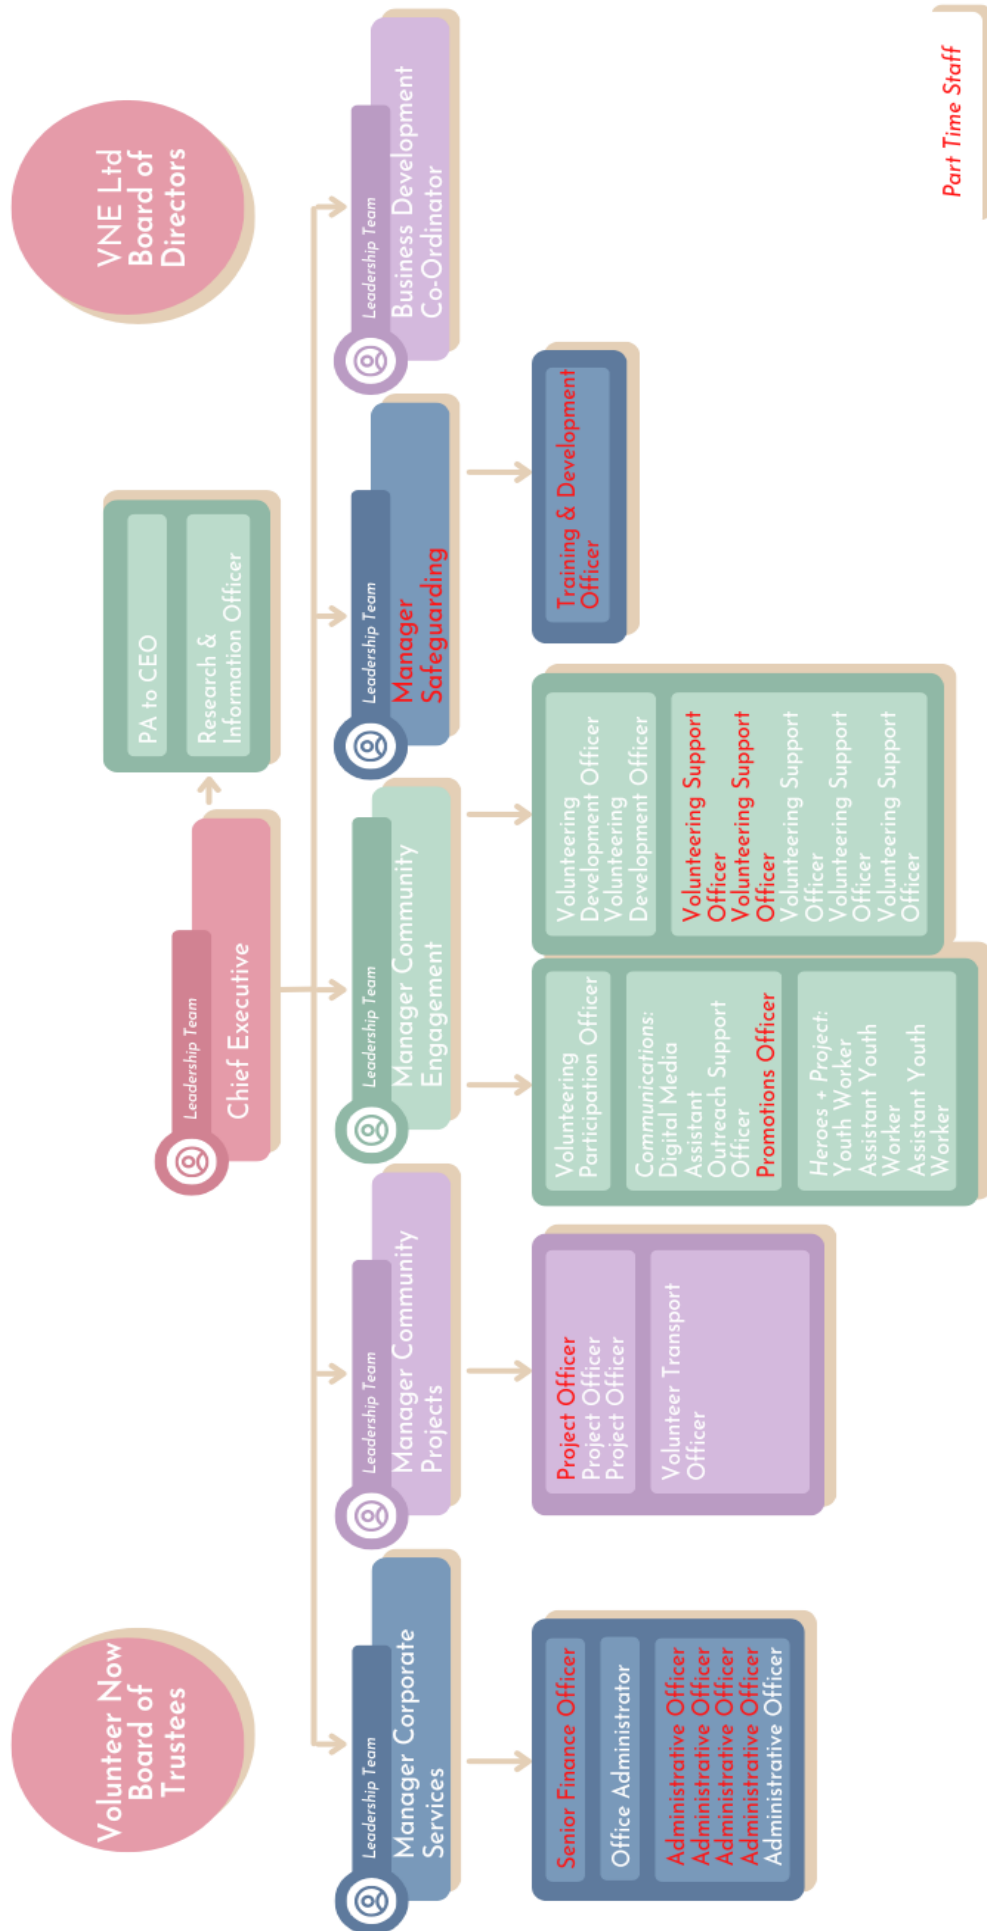 Volunteer Now
Board of
Trustees
VNE Ltd
Board of
Directors
Leadership Team
Chief Executive
PA to CEO
Research &
Information Officer
Leadership Team
Manager Corporate
Services
Leadership Team
Manager Community
Projects
Leadership Team
Manager Community
Engagement
Leadership Team
Manager
Safeguarding
Leadership Team
Business Development
Co-Ordinator
Senior Finance Officer
Office Administrator
Administrative Officer
Administrative Officer
Administrative Officer
Administrative Officer
Administrative Officer
Project Officer
Project Officer
Project Officer
Volunteer Transport
Officer
Volunteering
Participation Officer
Communications:
Digital Media
Assistant
Outreach Support
Officer
Promotions Officer
Heroes + Project:
Youth Worker
Assistant Youth
Worker
Assistant Youth
Worker
Volunteering
Development Officer
Volunteering
Development Officer
Volunteering Support
Officer
Volunteering Support
Officer
Volunteering Support
Officer
Volunteering Support
Officer
Volunteering Support
Officer
Training & Development
Officer
Part Time Staff